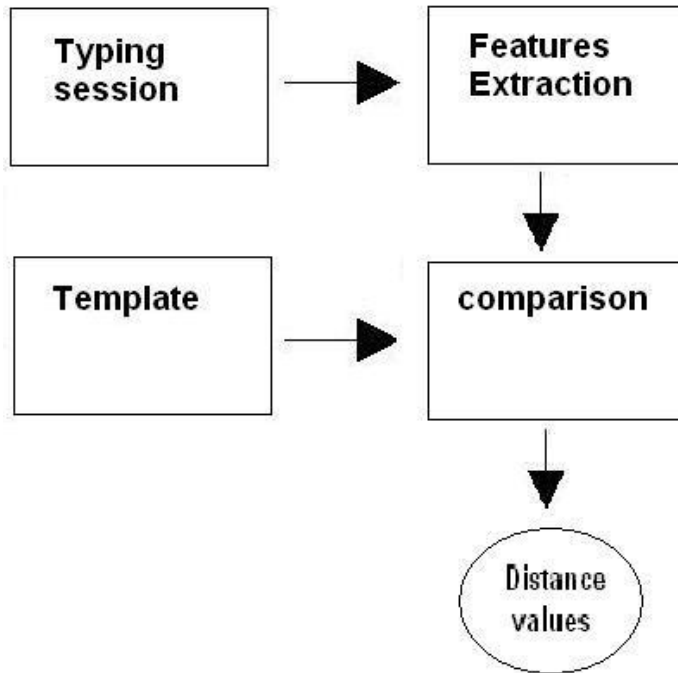 Typing
session
Features
Extraction
Template
comparison
Distance
values